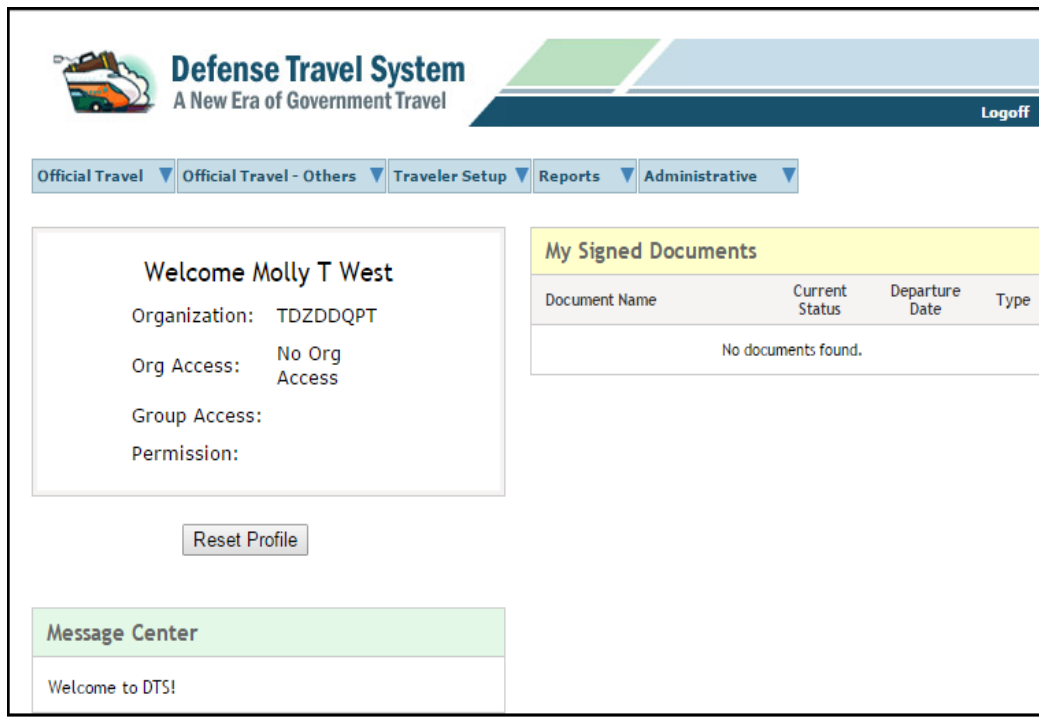 Defense Travel System
A New Era of Government Travel
Logoff
Official Travel ▼ Official Travel - Others ▼ Traveler Setup ▼ Reports ▼ Administrative ▼
Welcome Molly T West
Organization: TDZDDQPT
Org Access: No Org
Access
Group Access:
Permission:
Reset Profile
Message Center
Welcome to DTS!
My Signed Documents
Document Name Current Status Departure Date Type
No documents found.